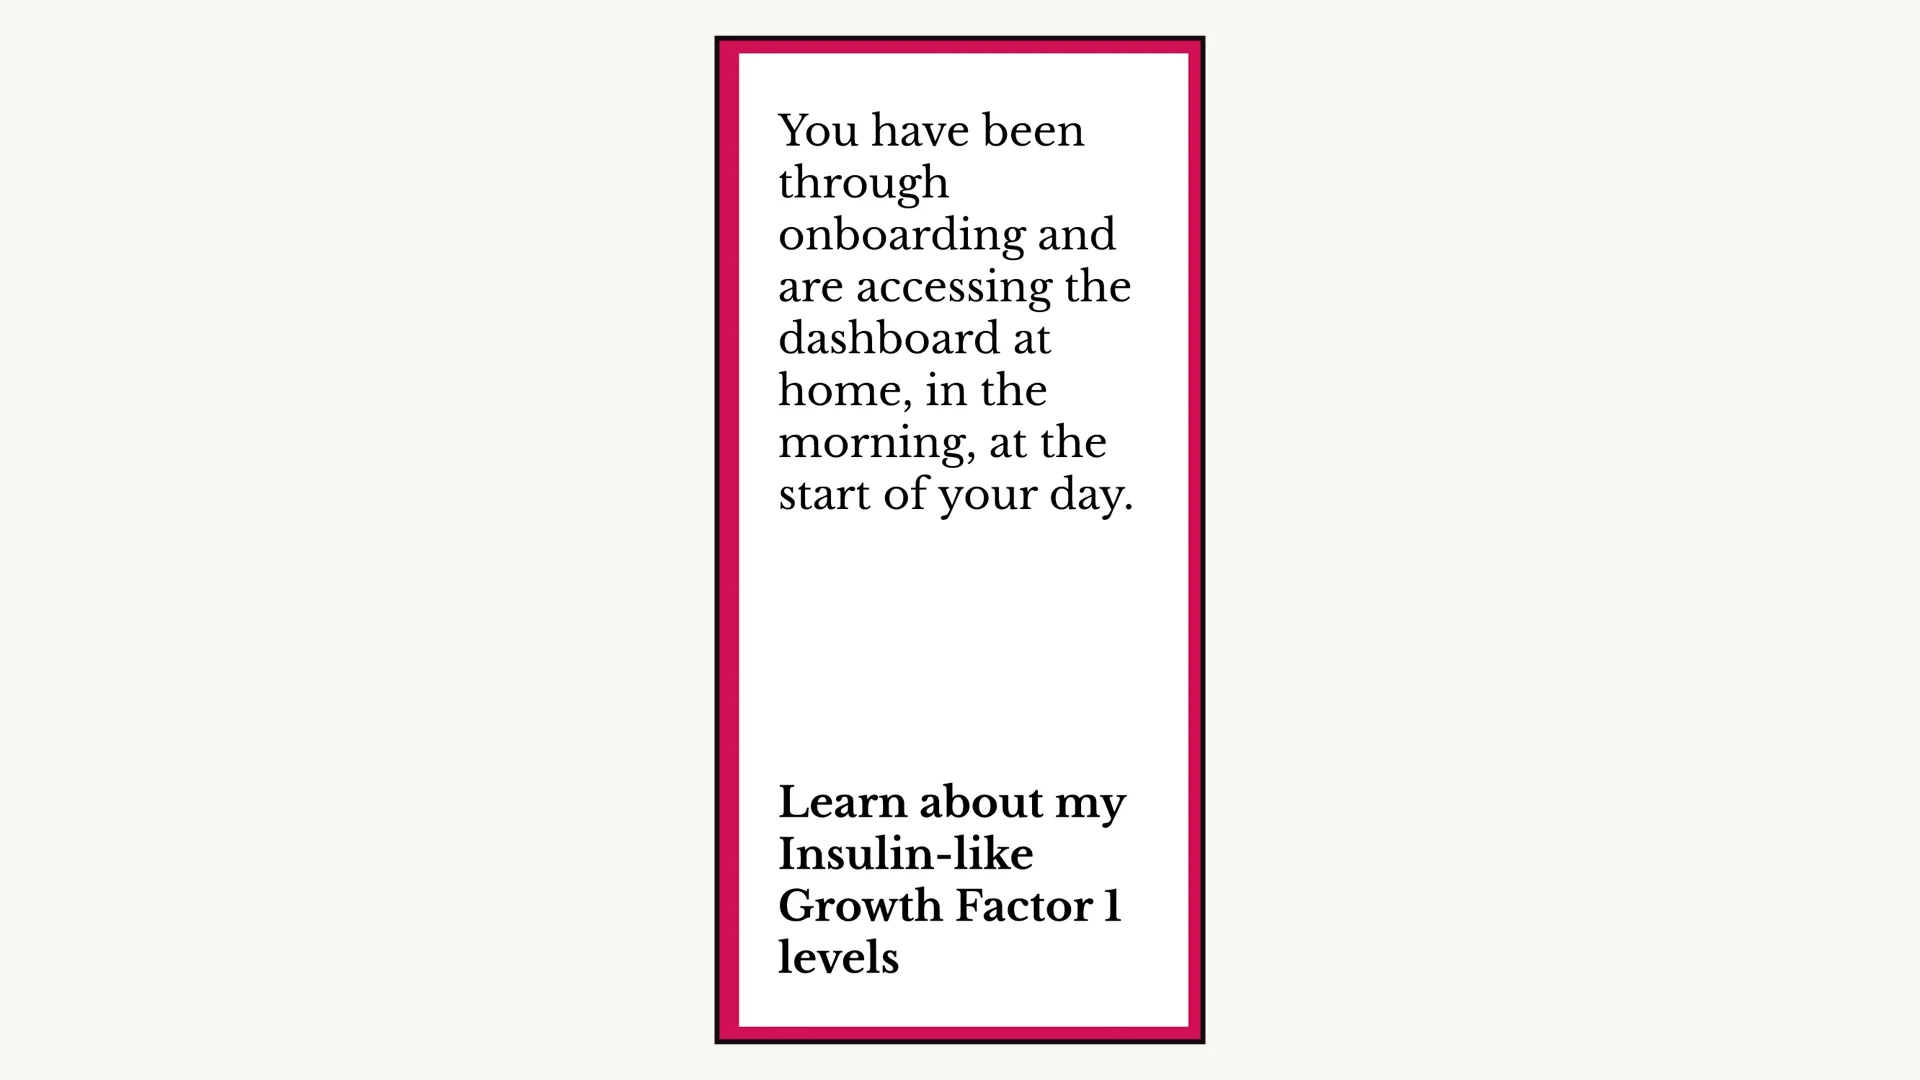 You have been
through
onboarding and
are accessing the
dashboard at
home, in the
morning, at the
start of your day.
Learn about my
Insulin-like
Growth Factor 1
levels